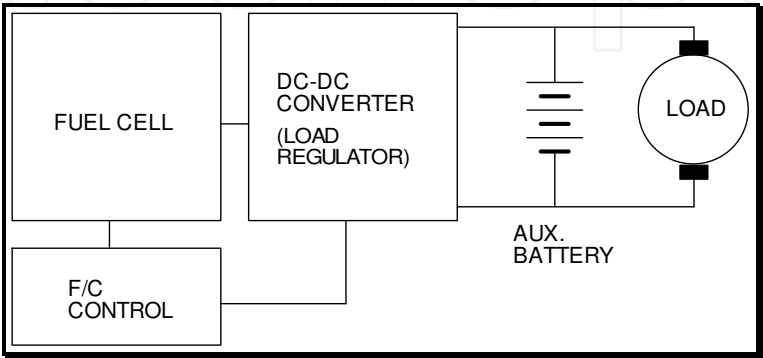 FUEL CELL
DC-DC
CONVERTER
(LOAD
REGULATOR)
LOAD
AUX.
BATTERY
F/C
CONTROL